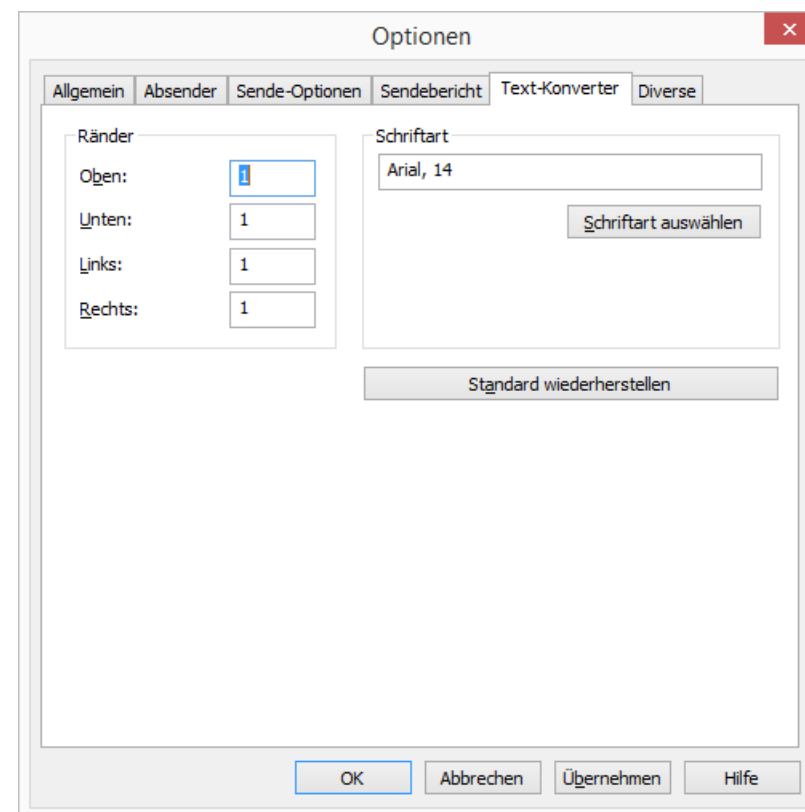 Optionen
Allgemein Absender Sende-Optionen Sendebericht Text-Konverter Diverse
Ränder
Oben: 1
Unten: 1
Links: 1
Rechts: 1
Schriftart
Arial, 14
Schriftart auswählen
Standard wiederherstellen
OK Abbrechen Übernehmen Hilfe